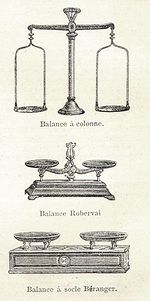 Balance à colonne.
Balance Roberval
Balance à socle Béranger.